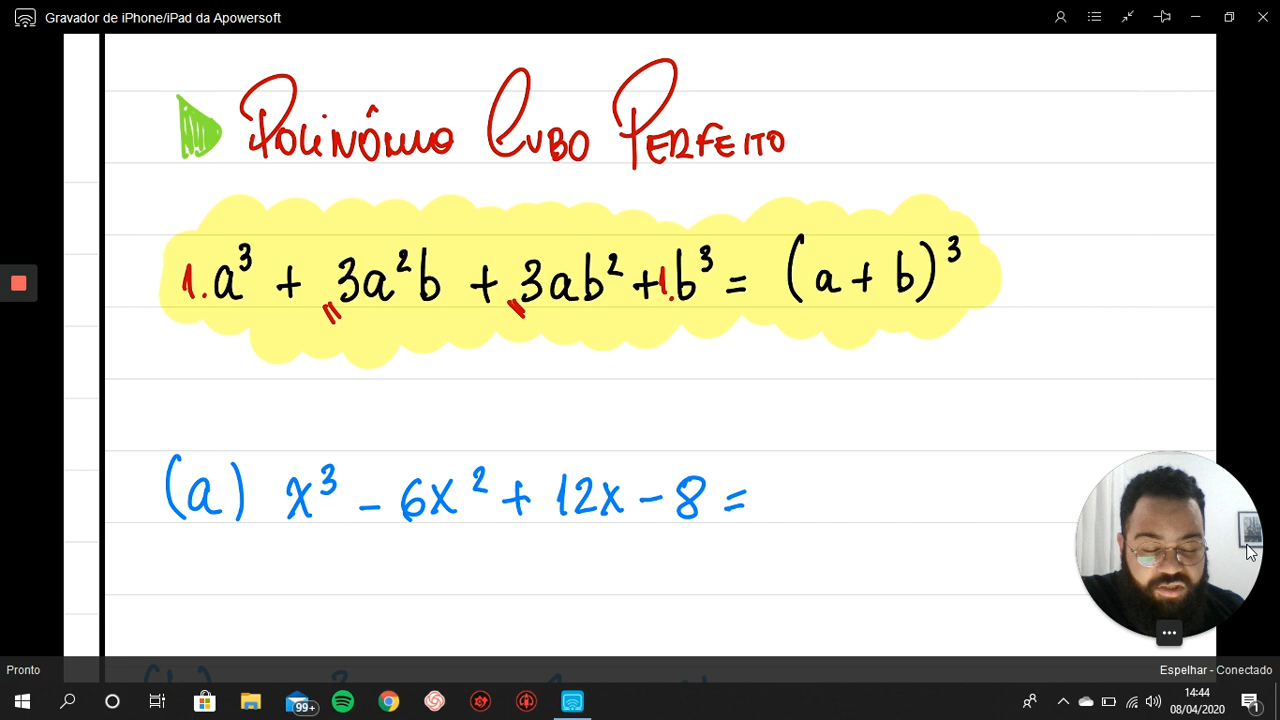 Gravador de iPhone/iPad da Apowersoft
POLINÔMIO CUBO PERFEITO
1.a³ + 3a²b + 3ab² + 1.b³ = (a + b)³
(a) x³ - 6x² + 12x - 8 =
Pronto
Espelhar - Conectado
99+
14:44
08/04/2020
1